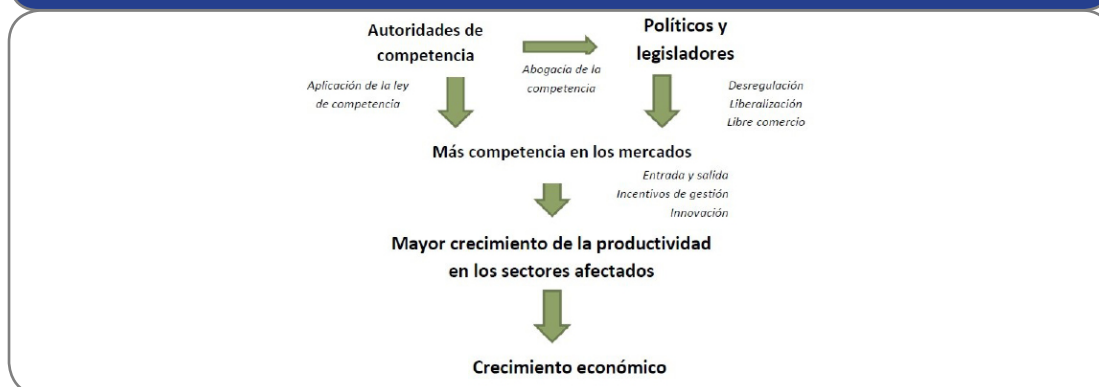 Autoridades de
competencia
Políticos y
legisladores
Abogacía de la
competencia
Aplicación de la ley
de competencia
Desregulación
Liberalización
Libre comercio
Más competencia en los mercados
Entrada y salida
Incentivos de gestión
Innovación
Mayor crecimiento de la productividad
en los sectores afectados
Crecimiento económico